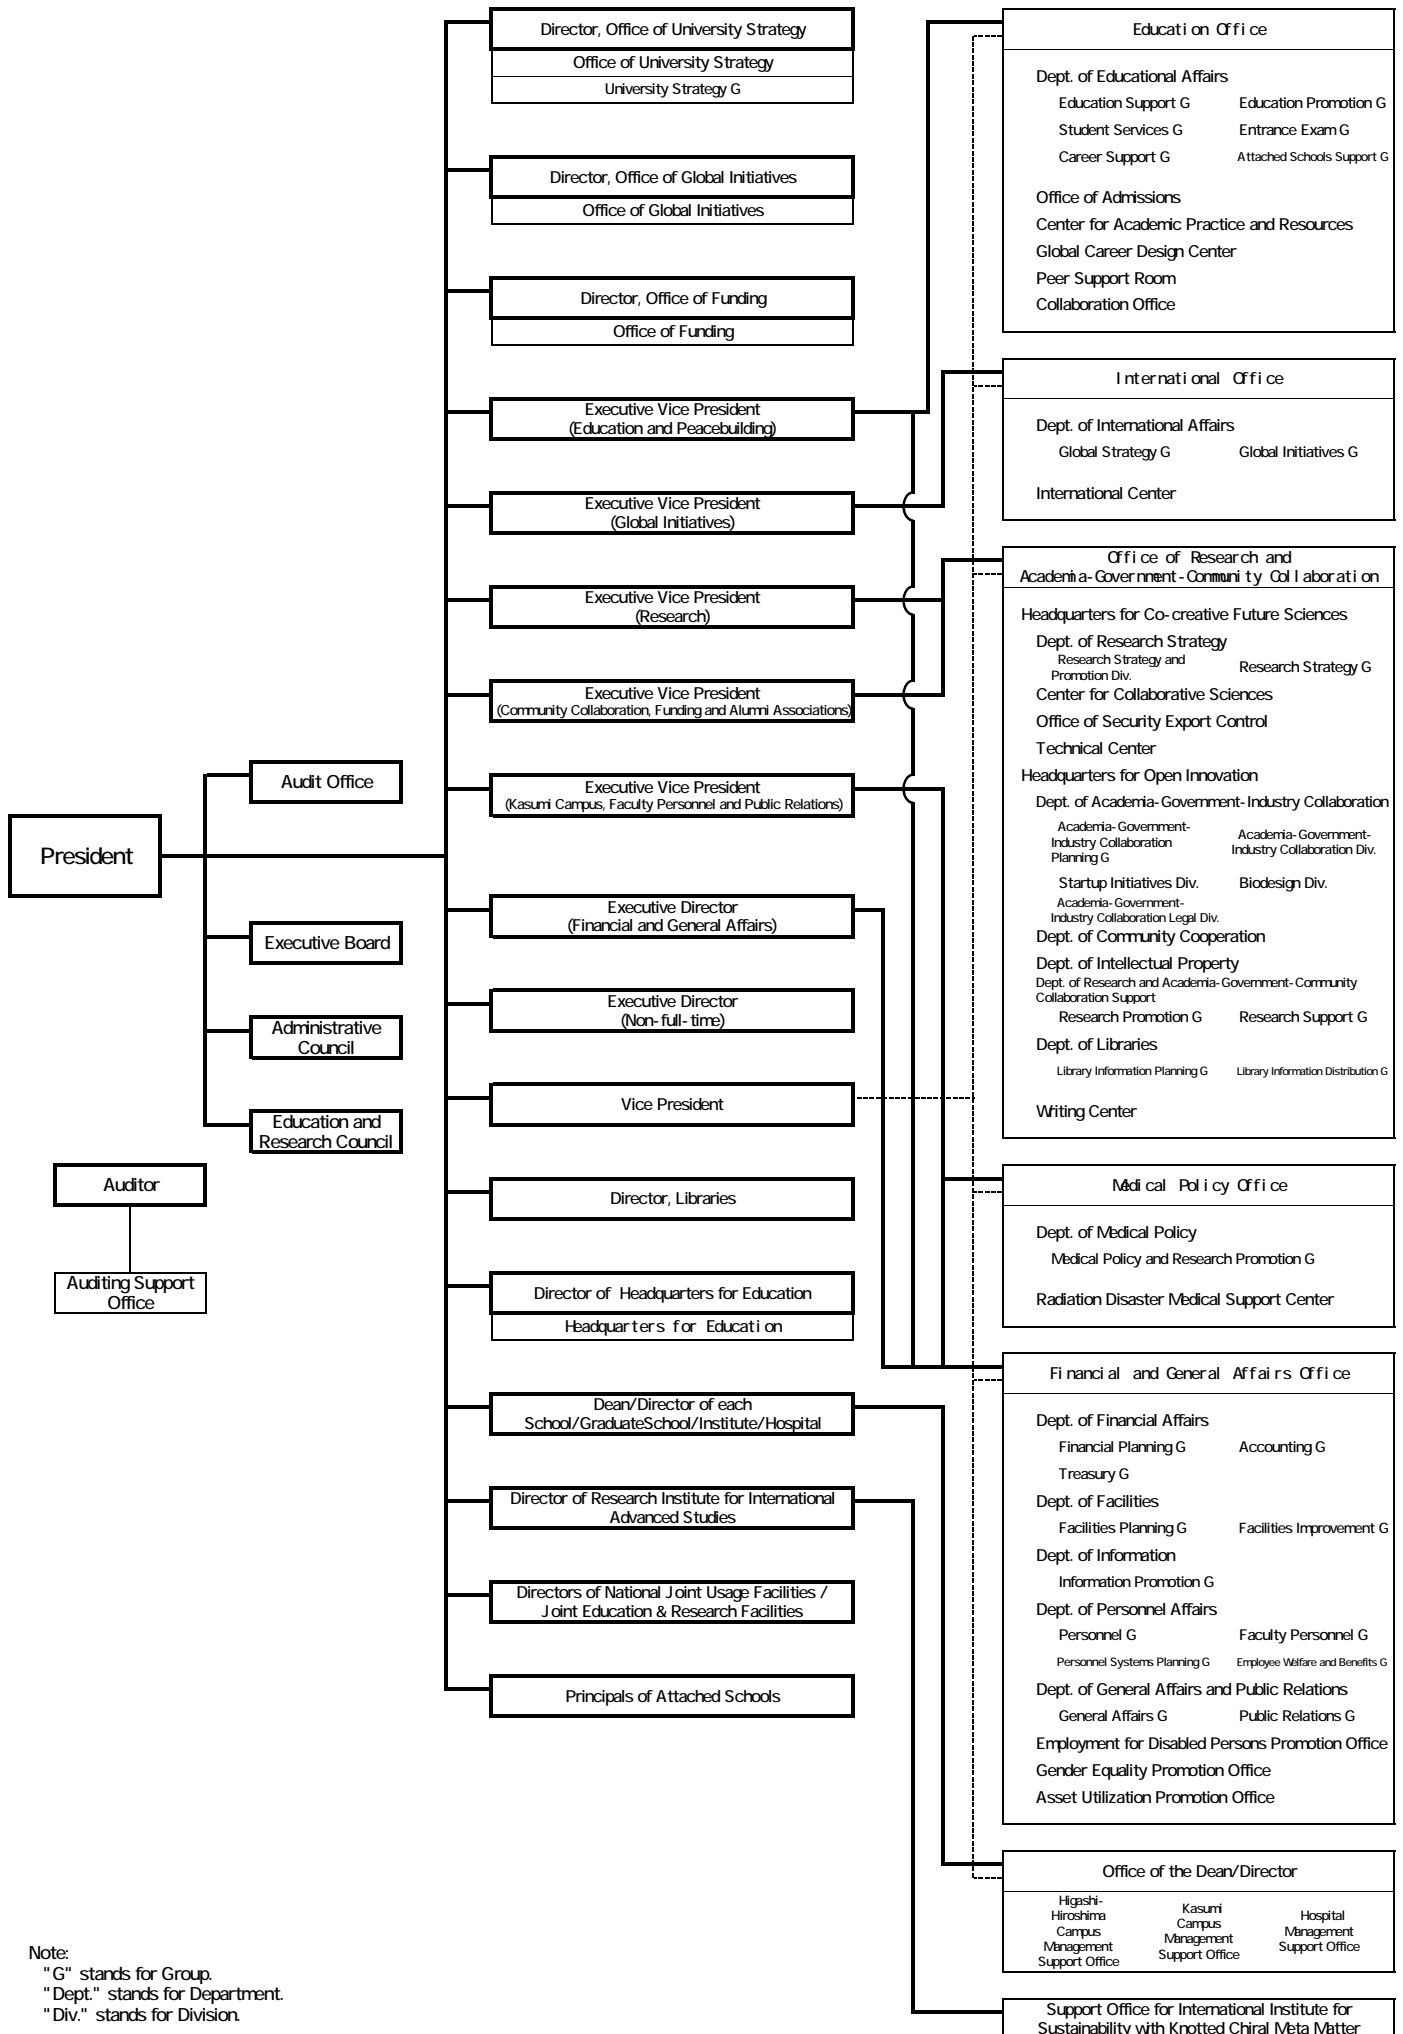 President
Audit Office
Executive Board
Administrative
Council
Education and
Research Council
Auditor
Auditing Support
Office
Director, Office of University Strategy
Office of University Strategy
University Strategy G
Director, Office of Global Initiatives
Office of Global Initiatives
Director, Office of Funding
Office of Funding
Executive Vice President
(Education and Peacebuilding)
Executive Vice President
(Global Initiatives)
Executive Vice President
(Research)
Executive Vice President
(Community Collaboration, Funding and Alumni Associations)
Executive Vice President
(Kasumi Campus, Faculty Personnel and Public Relations)
Executive Director
(Financial and General Affairs)
Executive Director
(Non-full-time)
Vice President
Director, Libraries
Director of Headquarters for Education
Headquarters for Education
Dean/Director of each
School/GraduateSchool/Institute/Hospital
Director of Research Institute for International
Advanced Studies
Directors of National Joint Usage Facilities /
Joint Education & Research Facilities
Principals of Attached Schools
Education Office
Dept. of Educational Affairs
Education Support G Education Promotion G
Student Services G Entrance Exam G
Career Support G Attached Schools Support G
Office of Admissions
Center for Academic Practice and Resources
Global Career Design Center
Peer Support Room
Collaboration Office
International Office
Dept. of International Affairs
Global Strategy G Global Initiatives G
International Center
Office of Research and
Academia-Government-Community Collaboration
Headquarters for Co-creative Future Sciences
Dept. of Research Strategy
Research Strategy and
Promotion Div.
Research Strategy G
Center for Collaborative Sciences
Office of Security Export Control
Technical Center
Headquarters for Open Innovation
Dept. of Academia-Government-Industry Collaboration
Academia-Government-
Industry Collaboration
Planning G
Academia-Government-
Industry Collaboration Div.
Startup Initiatives Div. Biodesign Div.
Academia-Government-
Industry Collaboration Legal Div.
Dept. of Community Cooperation
Dept. of Intellectual Property
Dept. of Research and Academia-Government-Community
Collaboration Support
Research Promotion G Research Support G
Dept. of Libraries
Library Information Planning G Library Information Distribution G
Writing Center
Medical Policy Office
Dept. of Medical Policy
Medical Policy and Research Promotion G
Radiation Disaster Medical Support Center
Financial and General Affairs Office
Dept. of Financial Affairs
Financial Planning G Accounting G
Treasury G
Dept. of Facilities
Facilities Planning G Facilities Improvement G
Dept. of Information
Information Promotion G
Dept. of Personnel Affairs
Personnel G Faculty Personnel G
Personnel Systems Planning G Employee Welfare and Benefits G
Dept. of General Affairs and Public Relations
General Affairs G Public Relations G
Employment for Disabled Persons Promotion Office
Gender Equality Promotion Office
Asset Utilization Promotion Office
Office of the Dean/Director
Higashi-
Hiroshima
Campus
Management
Support Office
Kasumi
Campus
Management
Support Office
Hospital
Management
Support Office
Support Office for International Institute for
Sustainability with Knotted Chiral Meta Matter
Note:
"G" stands for Group.
"Dept." stands for Department.
"Div." stands for Division.